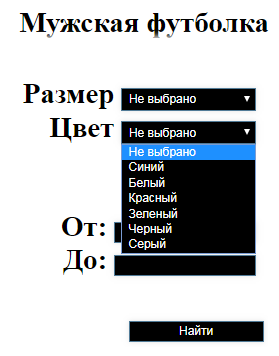 Мужская футболка
Размер Не выбрано
Цвет Не выбрано
Не выбрано
Синий
Белый
Красный
Зеленый
Черный
Серый
От:
До:
Найти